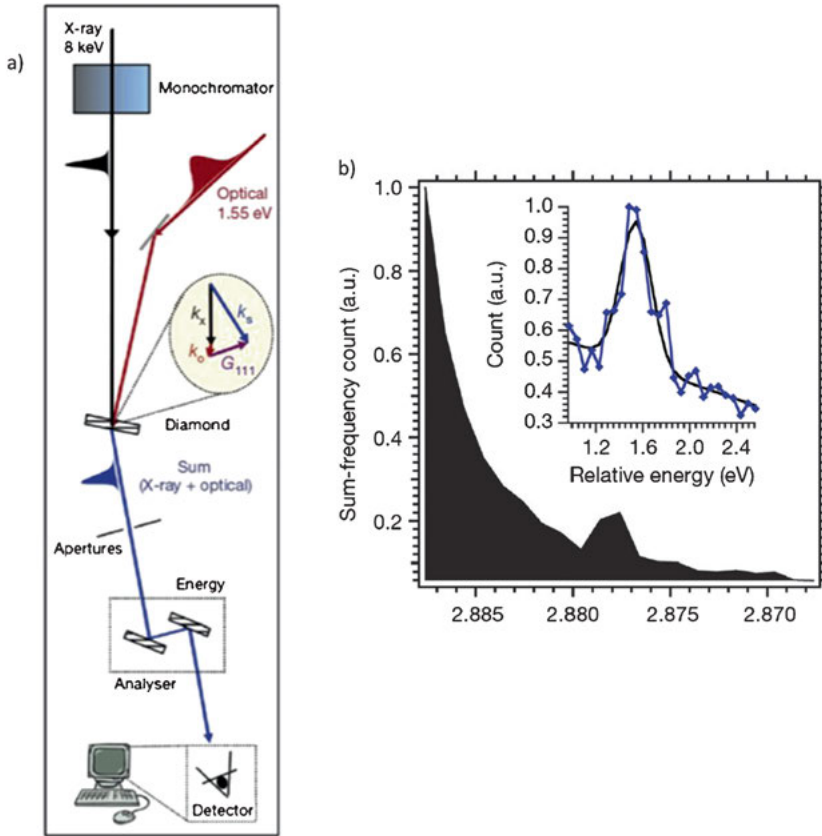 a)
X-ray
8 keV
Monochromator
Optical
1.55 eV
kx
ks
ko
G111
Diamond
Sum
(X-ray + optical)
Apertures
Energy
Analyser
Detector
b)
Sum-frequency count (a.u.)
1.0
0.8
0.6
0.4
0.2
2.885
2.880
2.875
2.870
Count (a.u.)
1.0
0.9
0.8
0.7
0.6
0.5
0.4
0.3
1.2
1.6
2.0
2.4
Relative energy (eV)